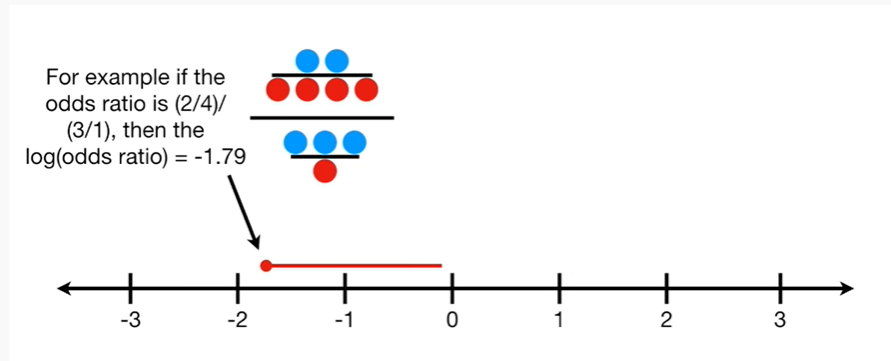 For example if the
odds ratio is (2/4)/
(3/1), then the
log(odds ratio) = -1.79
-3
-2
-1
0
1
2
3